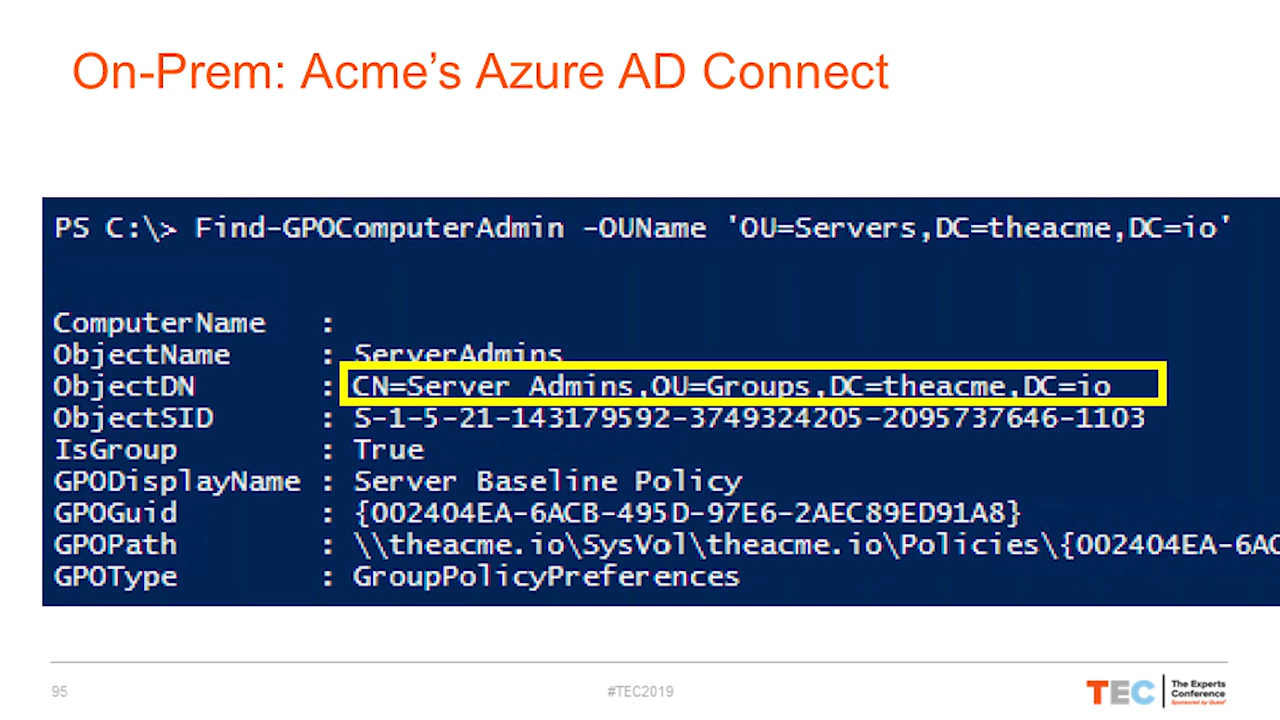 On-Prem: Acme's Azure AD Connect
PS C:\> Find-GPOComputerAdmin -OUName 'OU=Servers,DC=theacme,DC=io'
ComputerName :
ObjectName : ServerAdmins
ObjectDN : CN=Server Admins,OU=Groups,DC=theacme,DC=io
ObjectSID : S-1-5-21-143179592-3749324205-2095737646-1103
IsGroup : True
GPODisplayName : Server Baseline Policy
GPOGuid : {002404EA-6ACB-495D-97E6-2AEC89ED91A8}
GPOPath : \\theacme.io\SysVol\theacme.io\Policies\{002404EA-6AC
GPOType : GroupPolicyPreferences
95
#TEC2019
TEC
The Experts
Conference
Sponsored by Quest